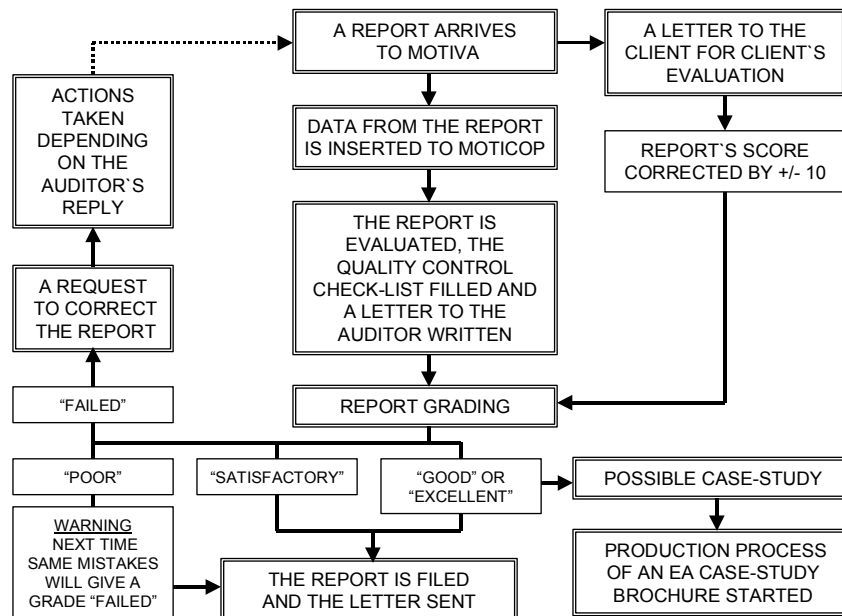 A REPORT ARRIVES
TO MOTIVA
A LETTER TO THE
CLIENT FOR CLIENT`S
EVALUATION
ACTIONS
TAKEN
DEPENDING
ON THE
AUDITOR`S
REPLY
DATA FROM THE REPORT
IS INSERTED TO MOTICOP
REPORT`S SCORE
CORRECTED BY +/- 10
THE REPORT IS
EVALUATED, THE
QUALITY CONTROL
CHECK-LIST FILLED AND
A LETTER TO THE
AUDITOR WRITTEN
A REQUEST
TO CORRECT
THE REPORT
“FAILED”
REPORT GRADING
“POOR”
“SATISFACTORY”
“GOOD” OR
“EXCELLENT”
POSSIBLE CASE-STUDY
WARNING
NEXT TIME
SAME MISTAKES
WILL GIVE A
GRADE “FAILED”
THE REPORT IS FILED
AND THE LETTER SENT
PRODUCTION PROCESS
OF AN EA CASE-STUDY
BROCHURE STARTED